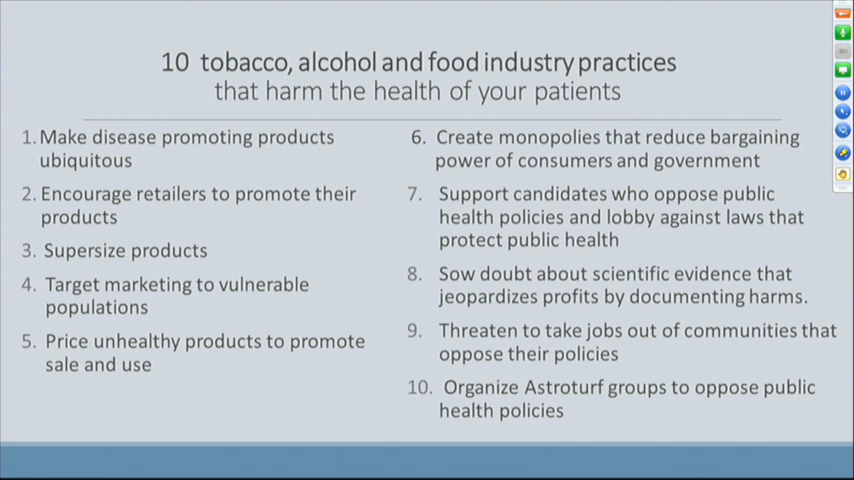 10 tobacco, alcohol and food industry practices
that harm the health of your patients
1. Make disease promoting products
ubiquitous
2. Encourage retailers to promote their
products
3. Supersize products
4. Target marketing to vulnerable
populations
5. Price unhealthy products to promote
sale and use
6. Create monopolies that reduce bargaining
power of consumers and government
7. Support candidates who oppose public
health policies and lobby against laws that
protect public health
8. Sow doubt about scientific evidence that
jeopardizes profits by documenting harms.
9. Threaten to take jobs out of communities that
oppose their policies
10. Organize Astroturf groups to oppose public
health policies